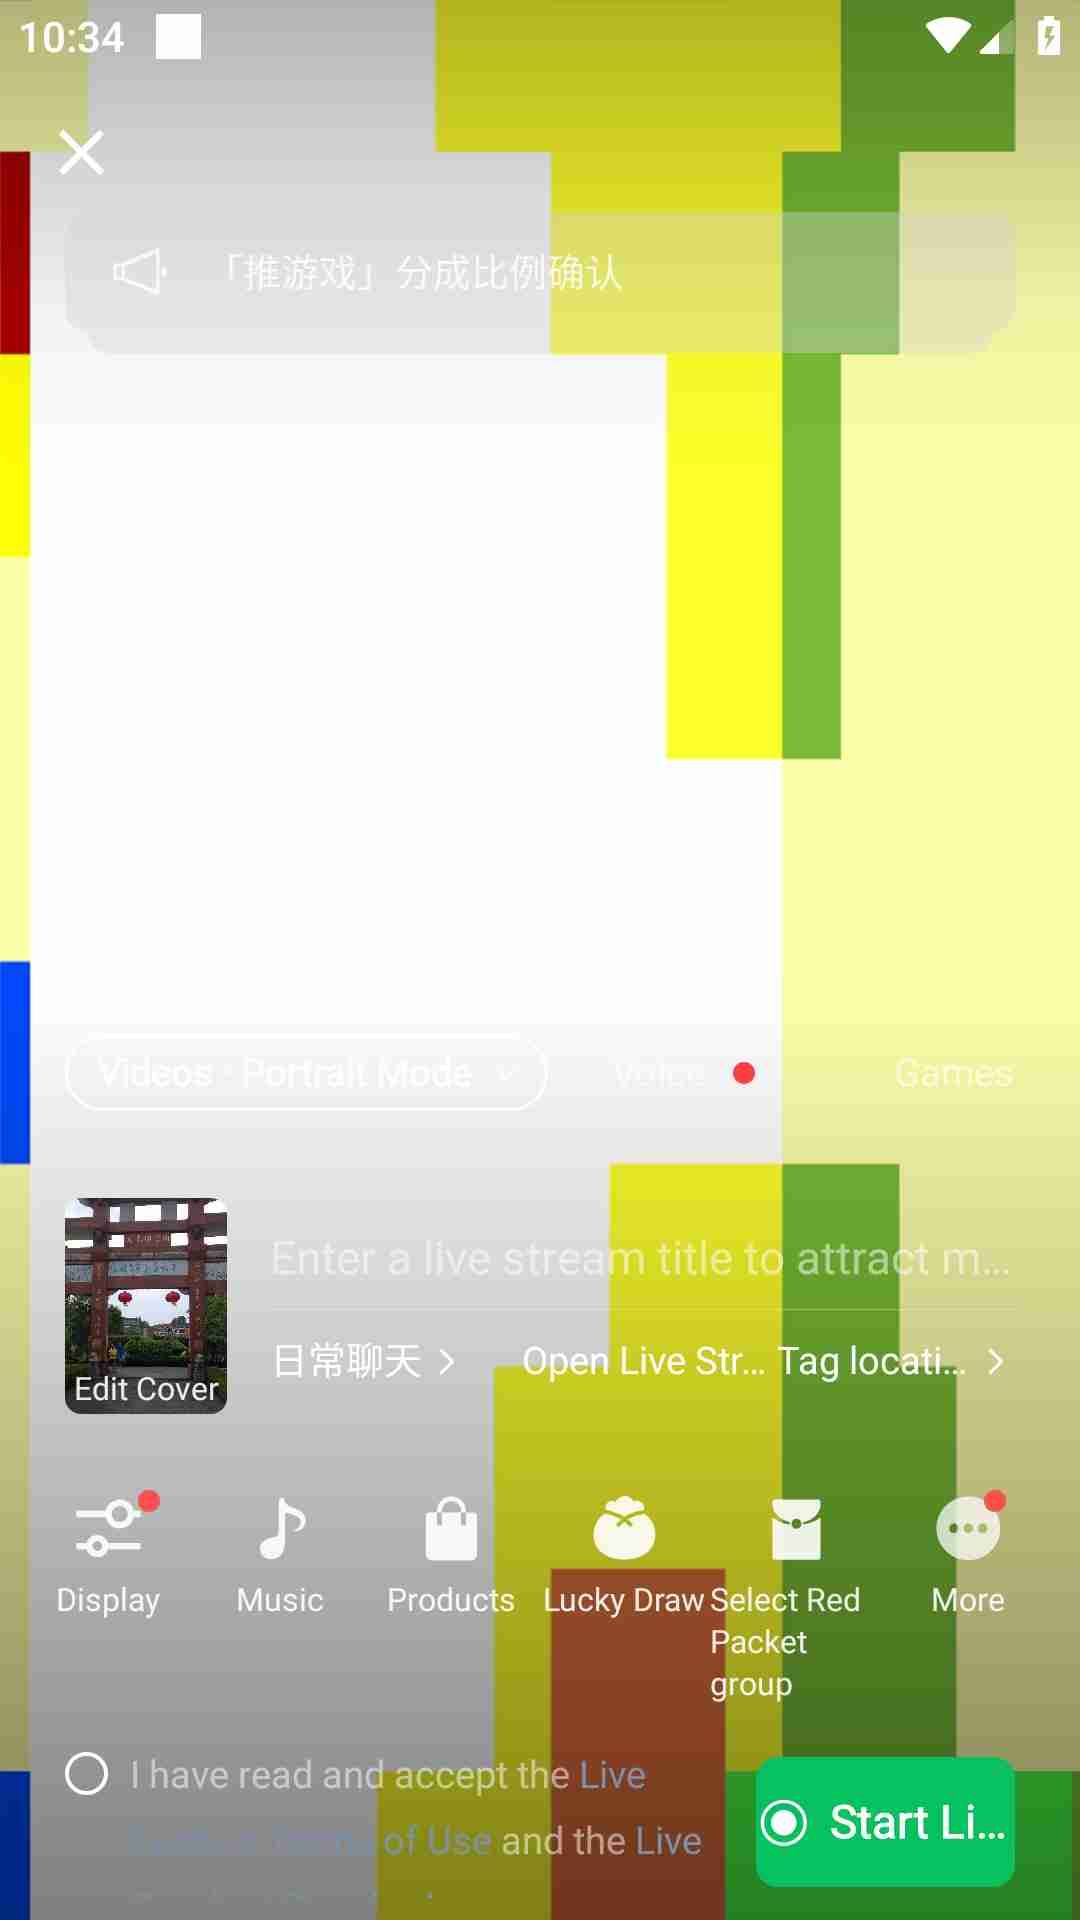 10:34
「推游戏」分成比例确认
Videos · Portrait Mode
Voice
Games
Enter a live stream title to attract m...
日常聊天
Open Live Str...
Tag locati...
Edit Cover
Display
Music
Products
Lucky Draw
Select Red
Packet
group
More
I have read and accept the Live
Terms of Use and the Live
Start Li...